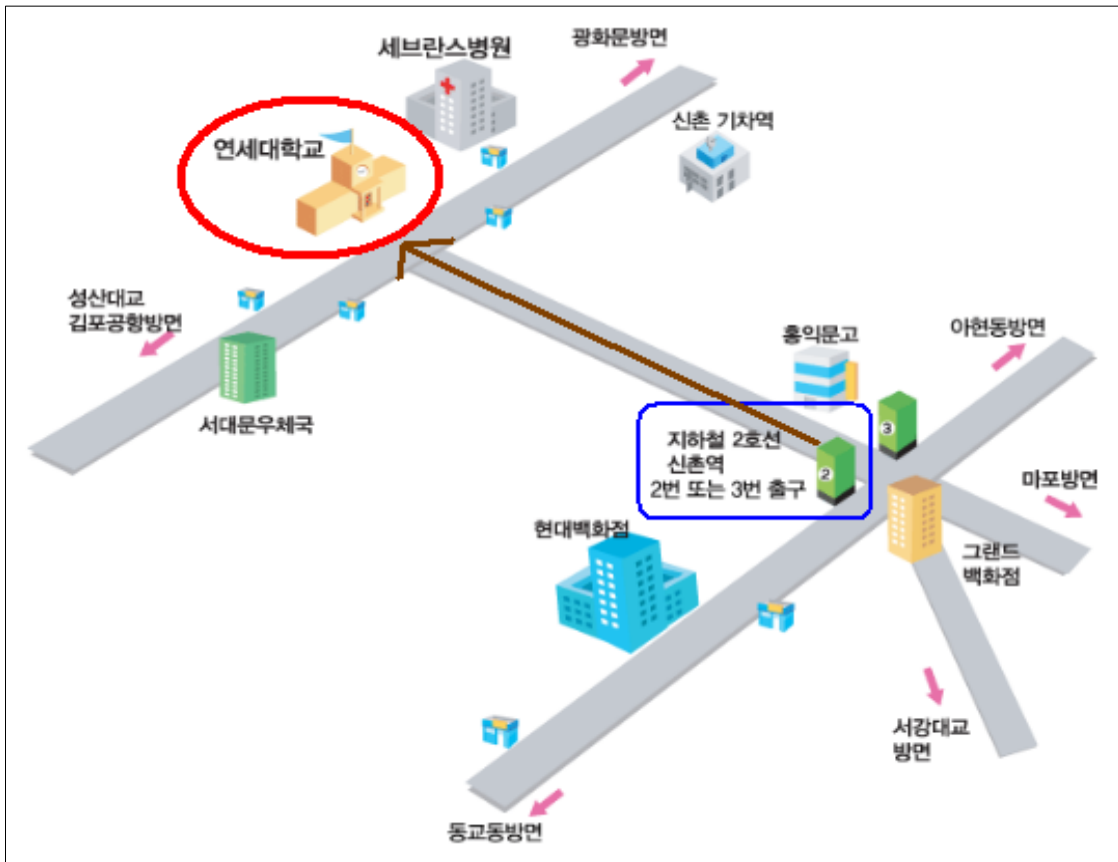 세브란스병원
광화문방면
신촌 기차역
연세대학교
성산대교
김포공항방면
서대문우체국
홍익문고
아현동방면
3
지하철 2호선
신촌역
2번 또는 3번 출구
2
마포방면
현대백화점
그랜드
백화점
서강대교
방면
동교동방면